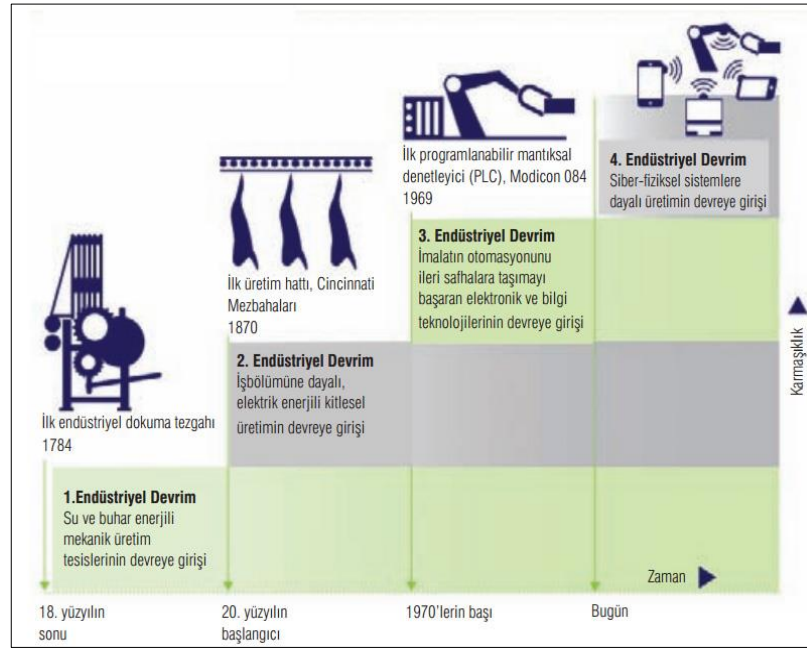 İlk endüstriyel dokuma tezgahı
1784
1.Endüstriyel Devrim
Su ve buhar enerjili
mekanik üretim
tesislerinin devreye girişi
18. yüzyılın
sonu
İlk üretim hattı, Cincinnati
Mezbahaları
1870
2. Endüstriyel Devrim
İşbölümüne dayalı,
elektrik enerjili kitlesel
üretimin devreye girişi
20. yüzyılın
başlangıcı
İlk programlanabilir mantıksal
denetleyici (PLC), Modicon 084
1969
3. Endüstriyel Devrim
İmalatın otomasyonunu
ileri safhalara taşımayı
başaran elektronik ve bilgi
teknolojilerinin devreye girişi
1970'lerin başı
4. Endüstriyel Devrim
Siber-fiziksel sistemlere
dayalı üretimin devreye girişi
Bugün
Zaman
Karmaşıklık